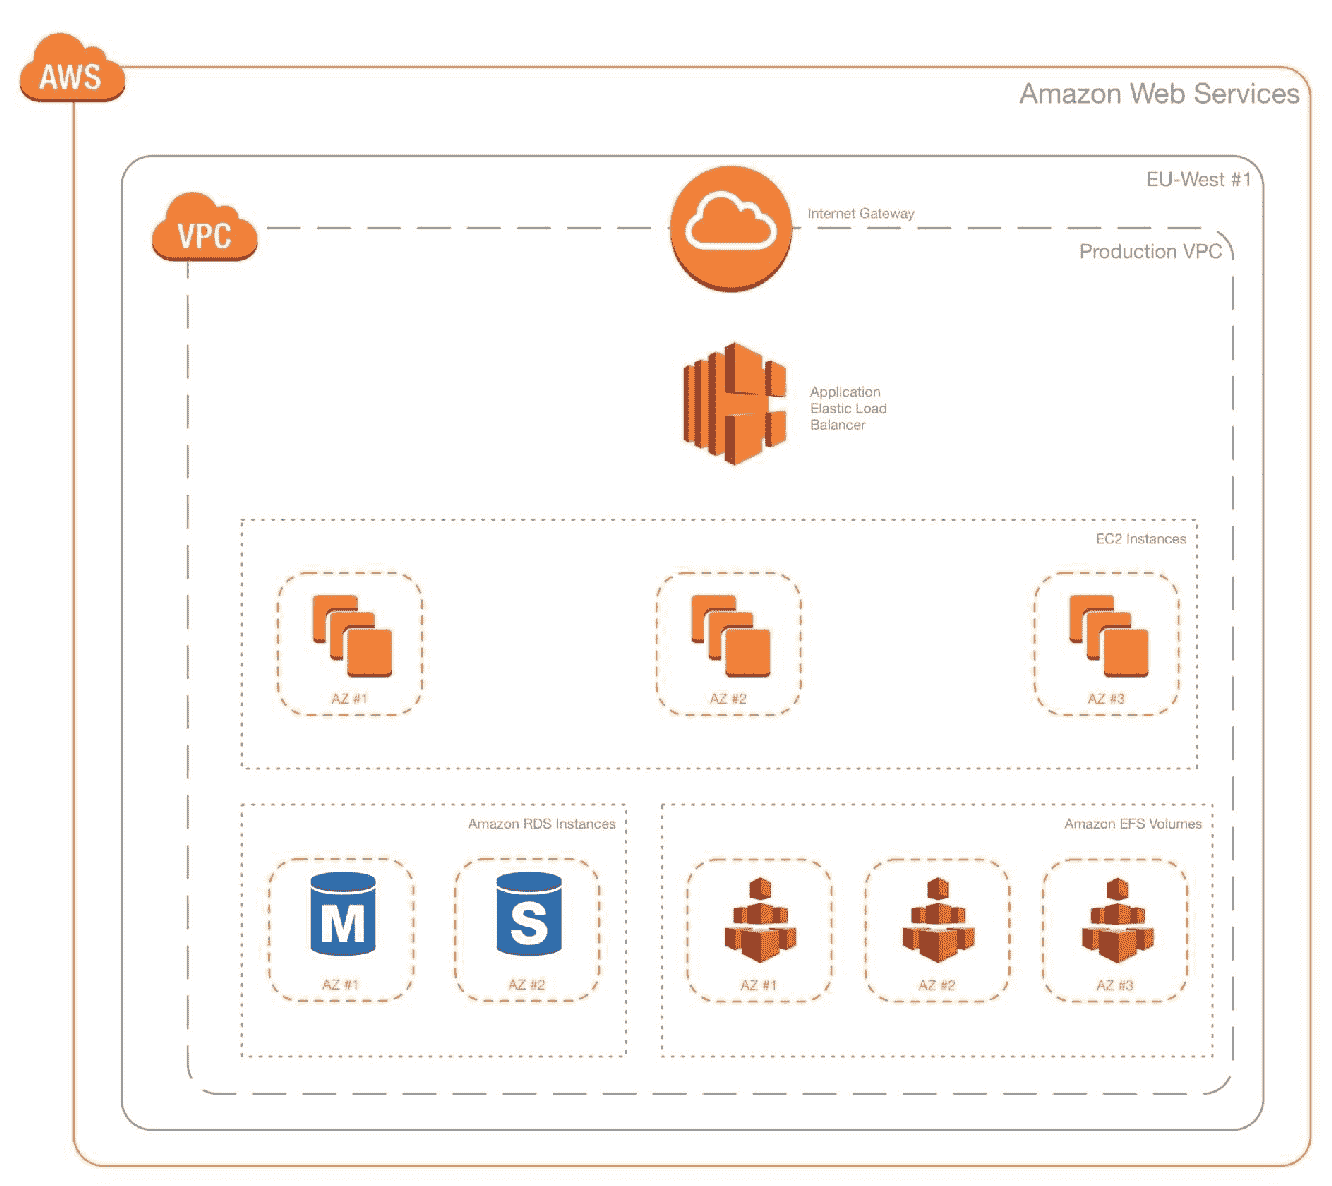 AWS
Amazon Web Services
EU-West #1
VPC
Internet Gateway
Production VPC
Application
Elastic Load
Balancer
EC2 Instances
AZ #1
AZ #2
AZ #3
Amazon RDS Instances
M
S
AZ #1
AZ #2
Amazon EFS Volumes
AZ #1
AZ #2
AZ #3